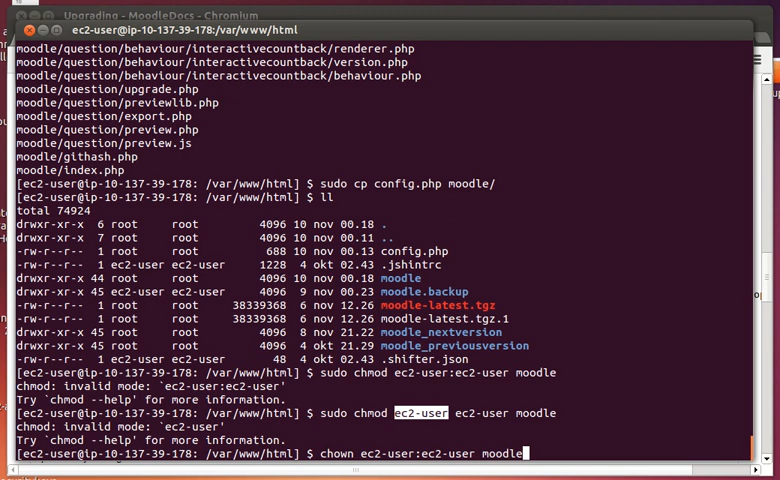 Upgrading - MoodleDocs - Chromium
ec2-user@ip-10-137-39-178:/var/www/html
moodle/question/behaviour/interactivecountback/renderer.php
moodle/question/behaviour/interactivecountback/version.php
moodle/question/behaviour/interactivecountback/behaviour.php
moodle/question/upgrade.php
moodle/question/previewlib.php
moodle/question/export.php
moodle/question/preview.php
moodle/question/preview.js
moodle/githash.php
moodle/index.php
[ec2-user@ip-10-137-39-178: /var/www/html] $ sudo cp config.php moodle/
[ec2-user@ip-10-137-39-178: /var/www/html] $ ll
total 74924
drwxr-xr-x  6 root     root         4096 10 nov 00.18 .
drwxr-xr-x  7 root     root         4096 10 nov 00.11 ..
-rw-r--r--  1 root     root          688 10 nov 00.13 config.php
-rw-r--r--  1 ec2-user ec2-user     1228  4 okt 02.43 .jshintrc
drwxr-xr-x 44 root     root         4096 10 nov 00.18 moodle
drwxr-xr-x 45 ec2-user ec2-user     4096  9 nov 00.23 moodle.backup
-rw-r--r--  1 root     root     38339368  6 nov 12.26 moodle-latest.tgz
-rw-r--r--  1 root     root     38339368  6 nov 12.26 moodle-latest.tgz.1
drwxr-xr-x 45 root     root         4096  8 nov 21.22 moodle_nextversion
drwxr-xr-x 45 root     root         4096  4 okt 21.29 moodle_previousversion
-rw-r--r--  1 ec2-user ec2-user       48  4 okt 02.43 .shifter.json
[ec2-user@ip-10-137-39-178: /var/www/html] $ sudo chmod ec2-user:ec2-user moodle
chmod: invalid mode: `ec2-user:ec2-user'
Try `chmod --help' for more information.
[ec2-user@ip-10-137-39-178: /var/www/html] $ sudo chmod ec2-user ec2-user moodle
chmod: invalid mode: `ec2-user'
Try `chmod --help' for more information.
[ec2-user@ip-10-137-39-178: /var/www/html] $ chown ec2-user:ec2-user moodle